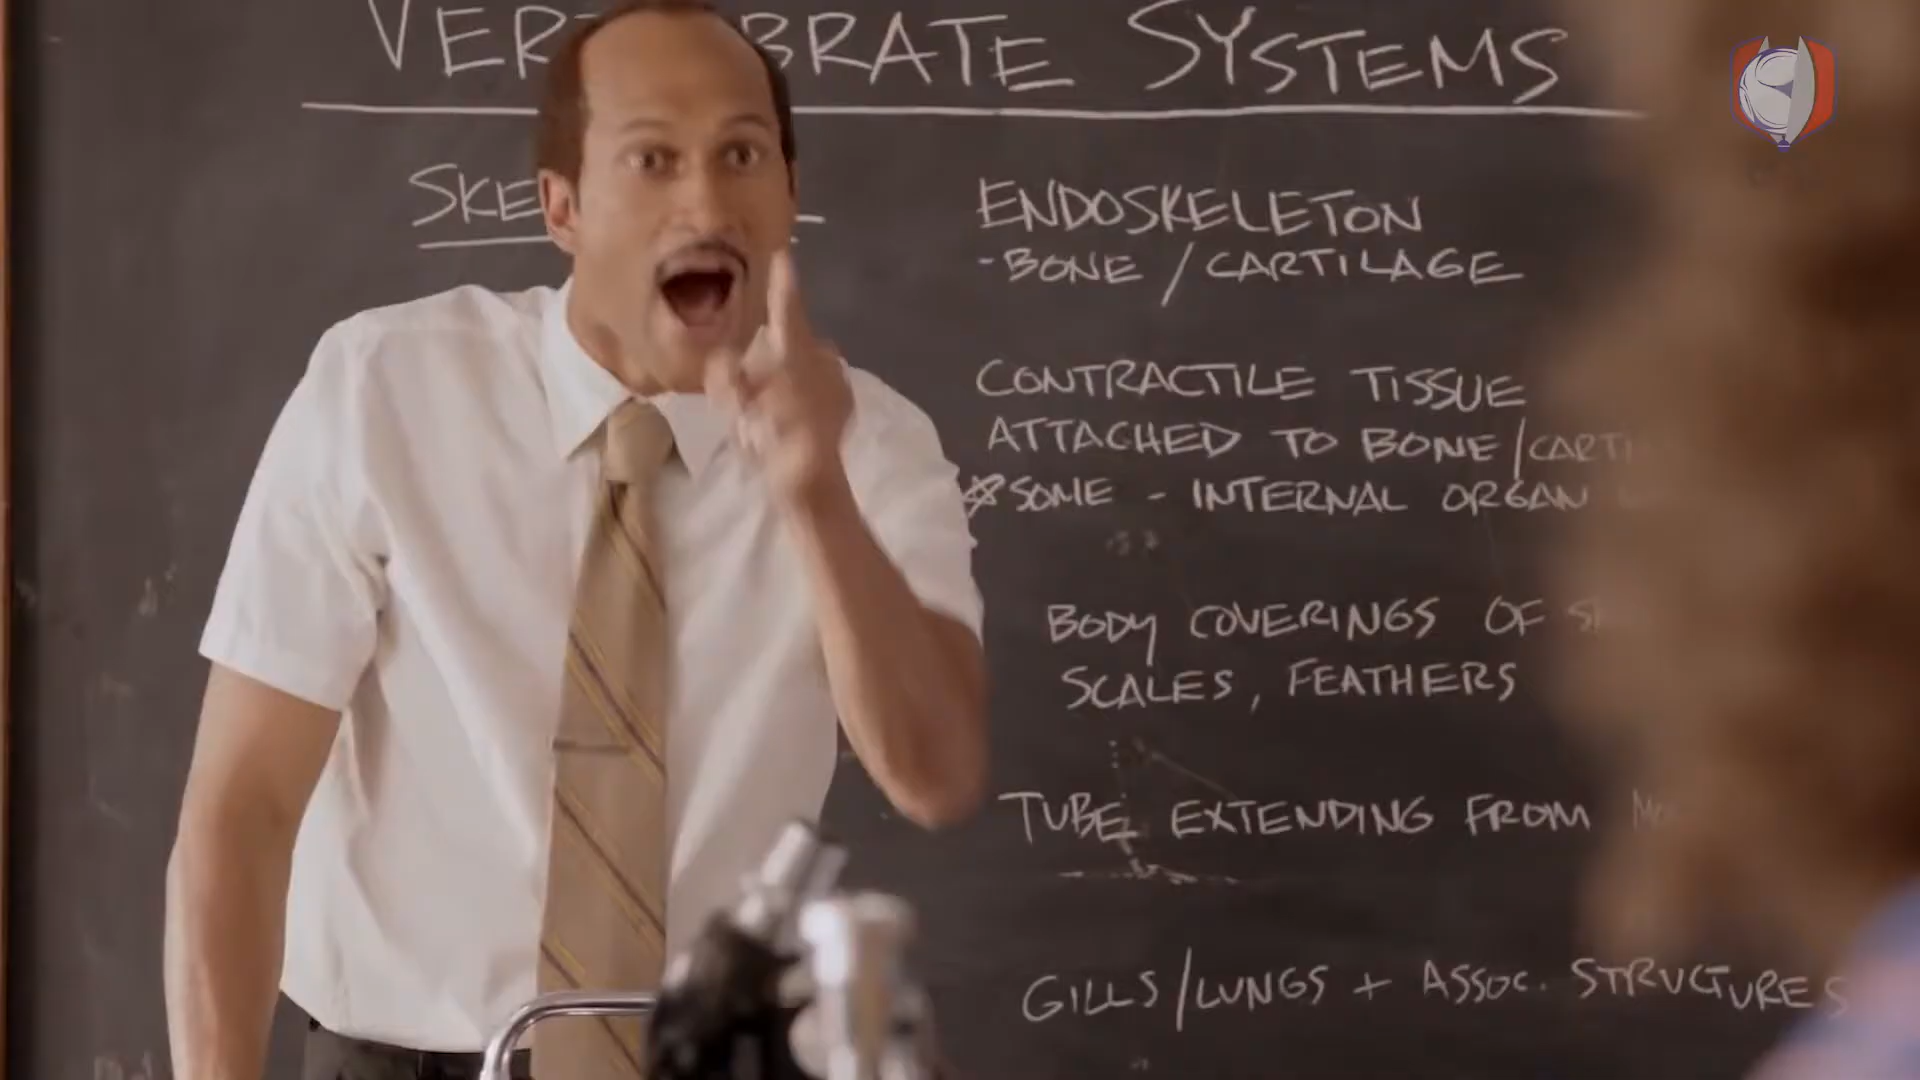 SYSTEMS
ENDOSKELETON
- BONE / CARTILAGE
CONTRACTILE TISSUE
ATTACHED TO BONE /
SOME - INTERNAL ORGAN
BODY COVERINGS OF
SCALES, FEATHERS
TUBE EXTENDING FROM
GILLS/LUNGS + ASSOC. STRUCTURES